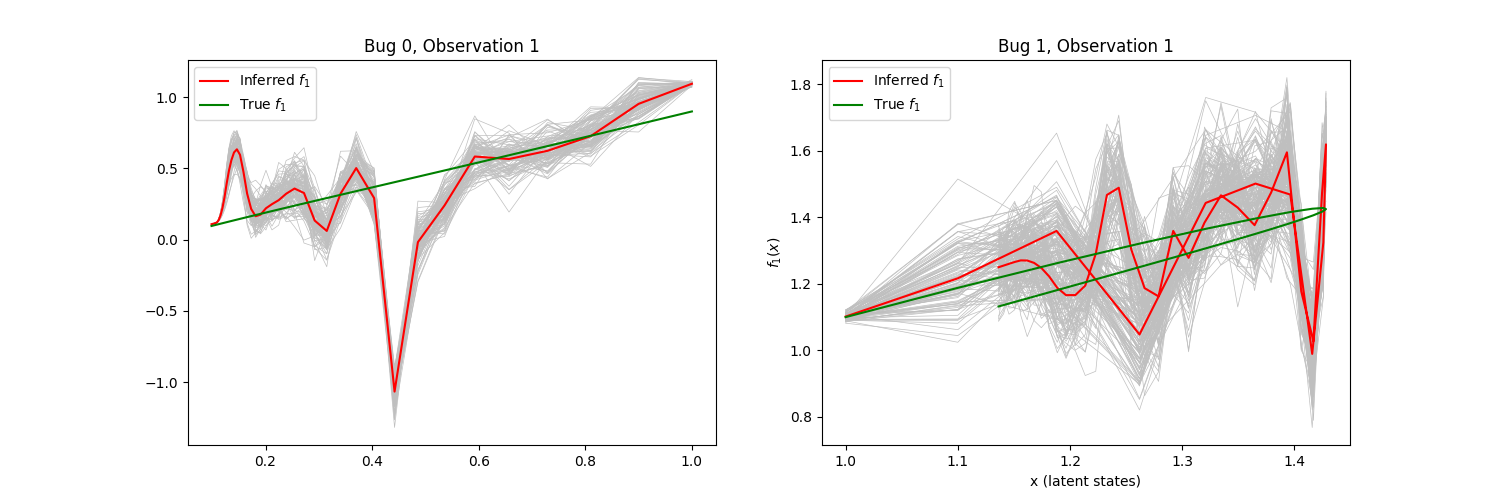 Bug 0, Observation 1
Inferred f₁
True f₁
1.0
0.5
0.0
−0.5
−1.0
0.2 0.4 0.6 0.8 1.0
Bug 1, Observation 1
Inferred f₁
True f₁
f₁(x)
1.8
1.6
1.4
1.2
1.0
0.8
1.0 1.1 1.2 1.3 1.4
x (latent states)